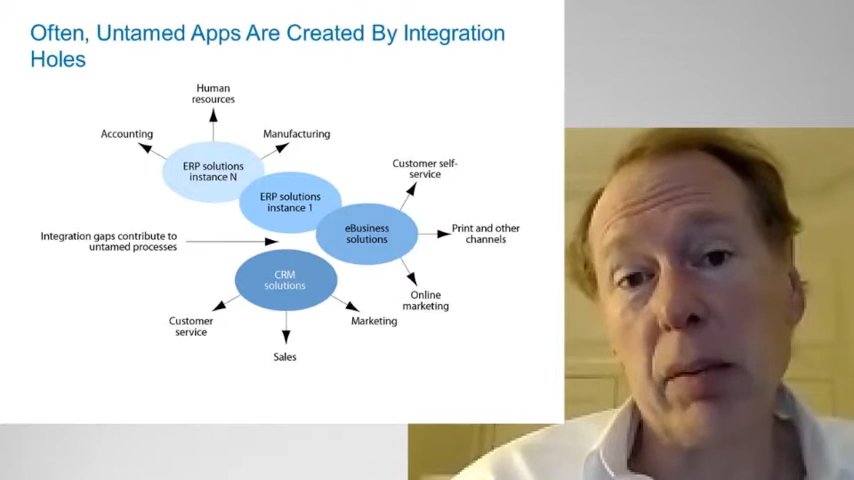 Often, Untamed Apps Are Created By Integration
Holes
Human
resources
Accounting
Manufacturing
ERP solutions
instance N
Customer self-
service
ERP solutions
instance 1
eBusiness
solutions
Print and other
channels
Integration gaps contribute to
untamed processes
CRM
solutions
Online
marketing
Customer
service
Marketing
Sales